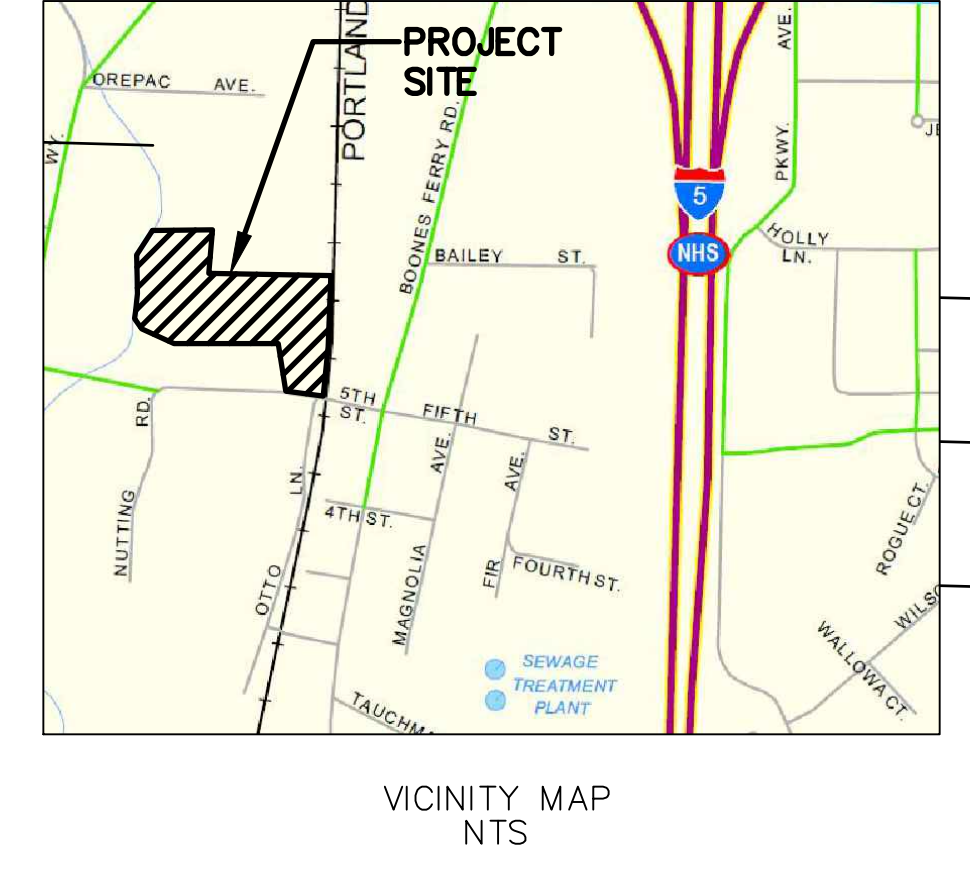 PROJECT
SITE
PORTLAND
AVE.
OREPAC AVE.
WY.
BOONES FERRY RD.
PKWY.
5
NHS
HOLLY
LN.
BAILEY ST.
5TH
ST.
FIFTH
ST.
RD.
NUTTING
LN.
OTTO
4TH ST.
AVE.
MAGNOLIA
AVE.
FIR
FOURTH ST.
ROGUE CT.
WALLOWA CT.
SEWAGE
TREATMENT
PLANT
VICINITY MAP
NTS